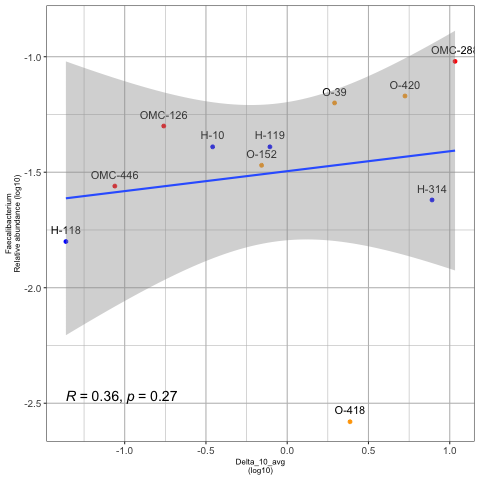 OMC-288
-1.0
O-39
O-420
OMC-126
H-10
H-119
O-152
-1.5
OMC-446
H-314
H-118
Faecalibacterium
Relative abundance (log10)
-2.0
R = 0.36, p = 0.27
-2.5
O-418
-1.0 -0.5 0.0 0.5 1.0
Delta_10_avg
(log10)